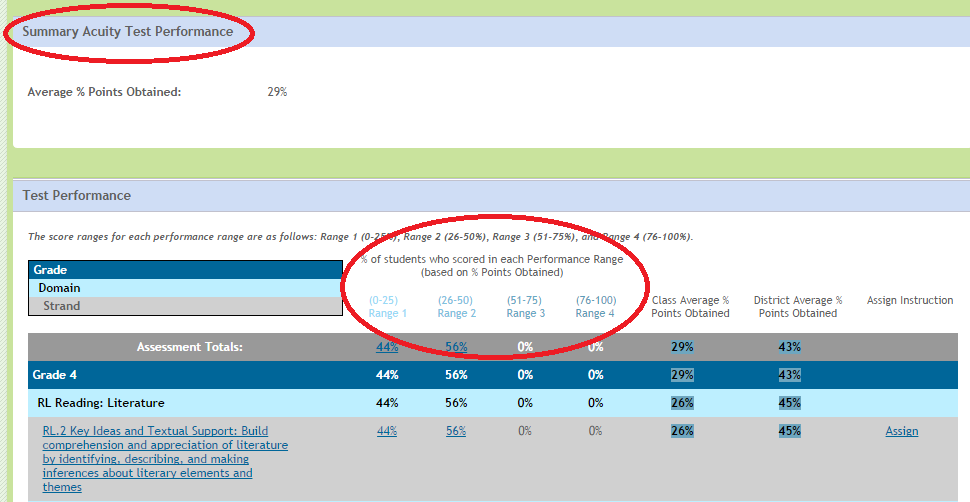 Summary Acuity Test Performance
Average % Points Obtained: 29%
Test Performance
The score ranges for each performance range are as follows: Range 1 (0-25%), Range 2 (26-50%), Range 3 (51-75%), and Range 4 (76-100%).
% of students who scored in each Performance Range
(based on % Points Obtained)
Grade
Domain
Strand
(0-25) (26-50) (51-75) (76-100) Class Average % District Average % Assign Instruction
Range 1 Range 2 Range 3 Range 4 Points Obtained Points Obtained
Assessment Totals: 44% 56% 0% 0% 29% 43%
Grade 4 44% 56% 0% 0% 29% 43%
RL Reading: Literature 44% 56% 0% 0% 26% 45%
RL.2 Key Ideas and Textual Support: Build 44% 56% 0% 0% 26% 45% Assign
comprehension and appreciation of literature
by identifying, describing, and making
inferences about literary elements and
themes